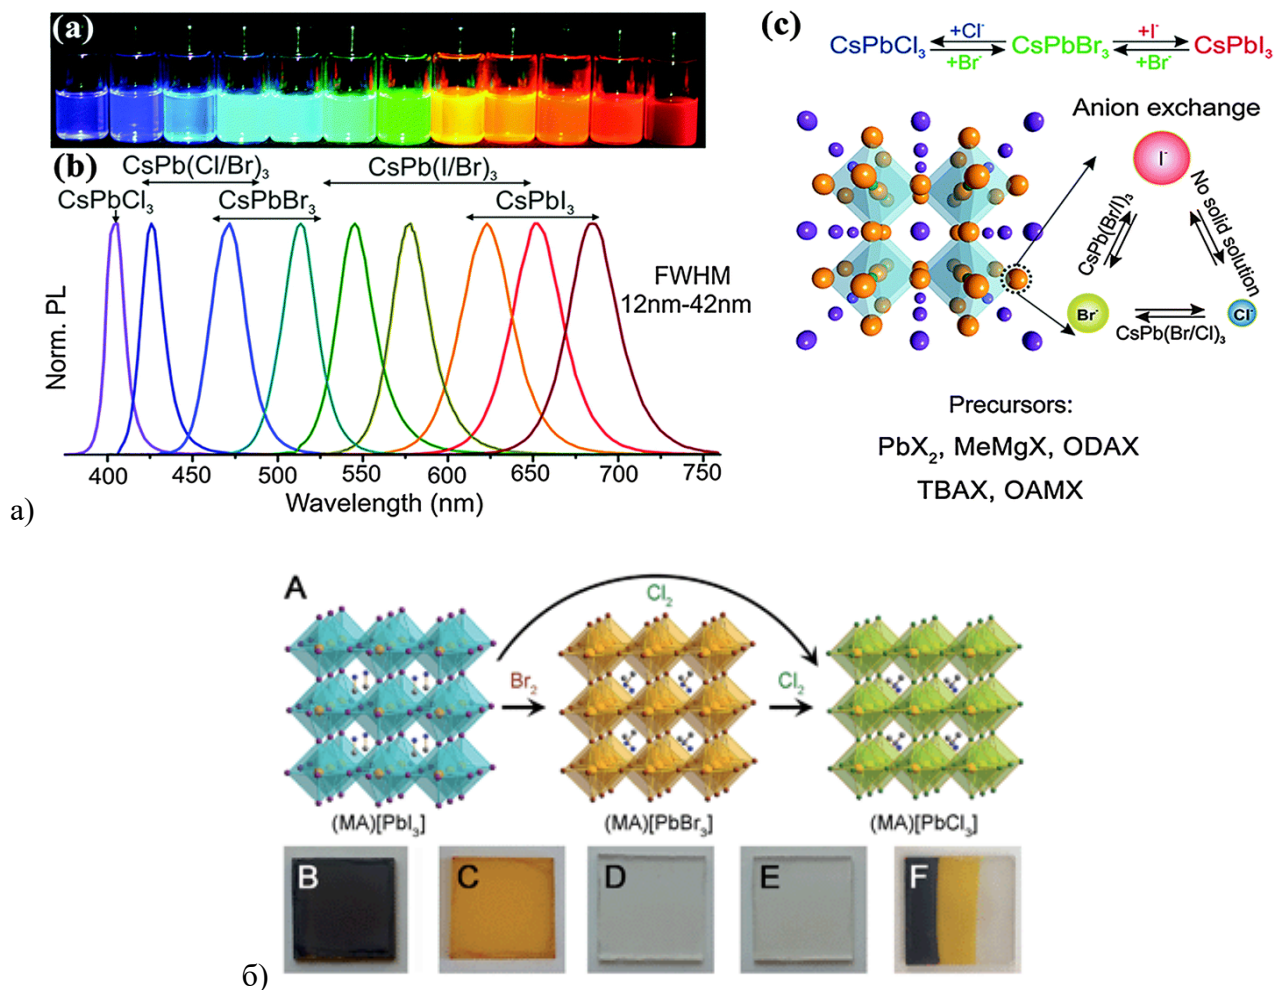 (a)
(b)
CsPb(Cl/Br)₃
CsPb(I/Br)₃
CsPbCl₃
CsPbBr₃
CsPbI₃
FWHM
12nm-42nm
Norm. PL
400 450 500 550 600 650 700 750
Wavelength (nm)
(c)
CsPbCl₃ +Cl⁻ +Br⁻ CsPbBr₃ +I⁻ +Br⁻ CsPbI₃
Anion exchange
I⁻
CsPb(Br/I)₃
No solid solution
Br⁻
Cl⁻
CsPb(Br/Cl)₃
Precursors:
PbX₂, MeMgX, ODAX
TBAX, OAMX
а)
A
Cl₂
Br₂
Cl₂
(MA)[PbI₃]
(MA)[PbBr₃]
(MA)[PbCl₃]
B
C
D
E
F
б)